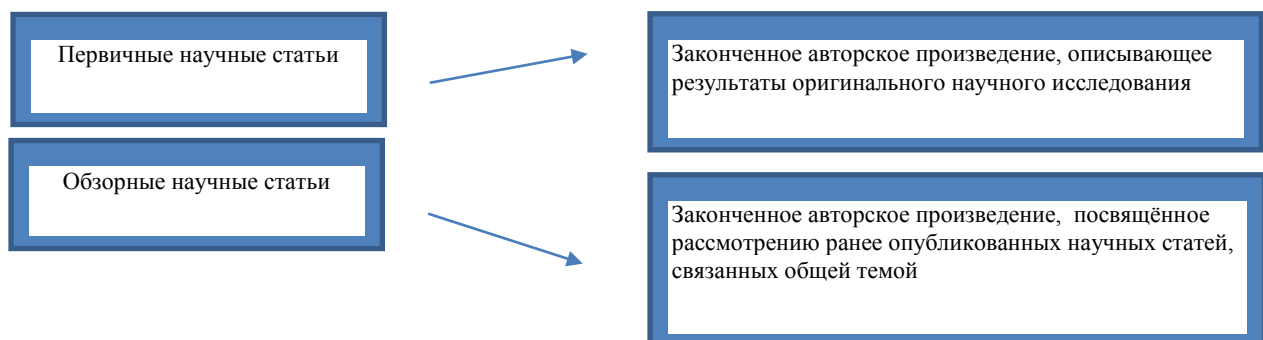 Первичные научные статьи
Законченное авторское произведение, описывающее
результаты оригинального научного исследования
Обзорные научные статьи
Законченное авторское произведение,  посвящённое
рассмотрению ранее опубликованных научных статей,
связанных общей темой